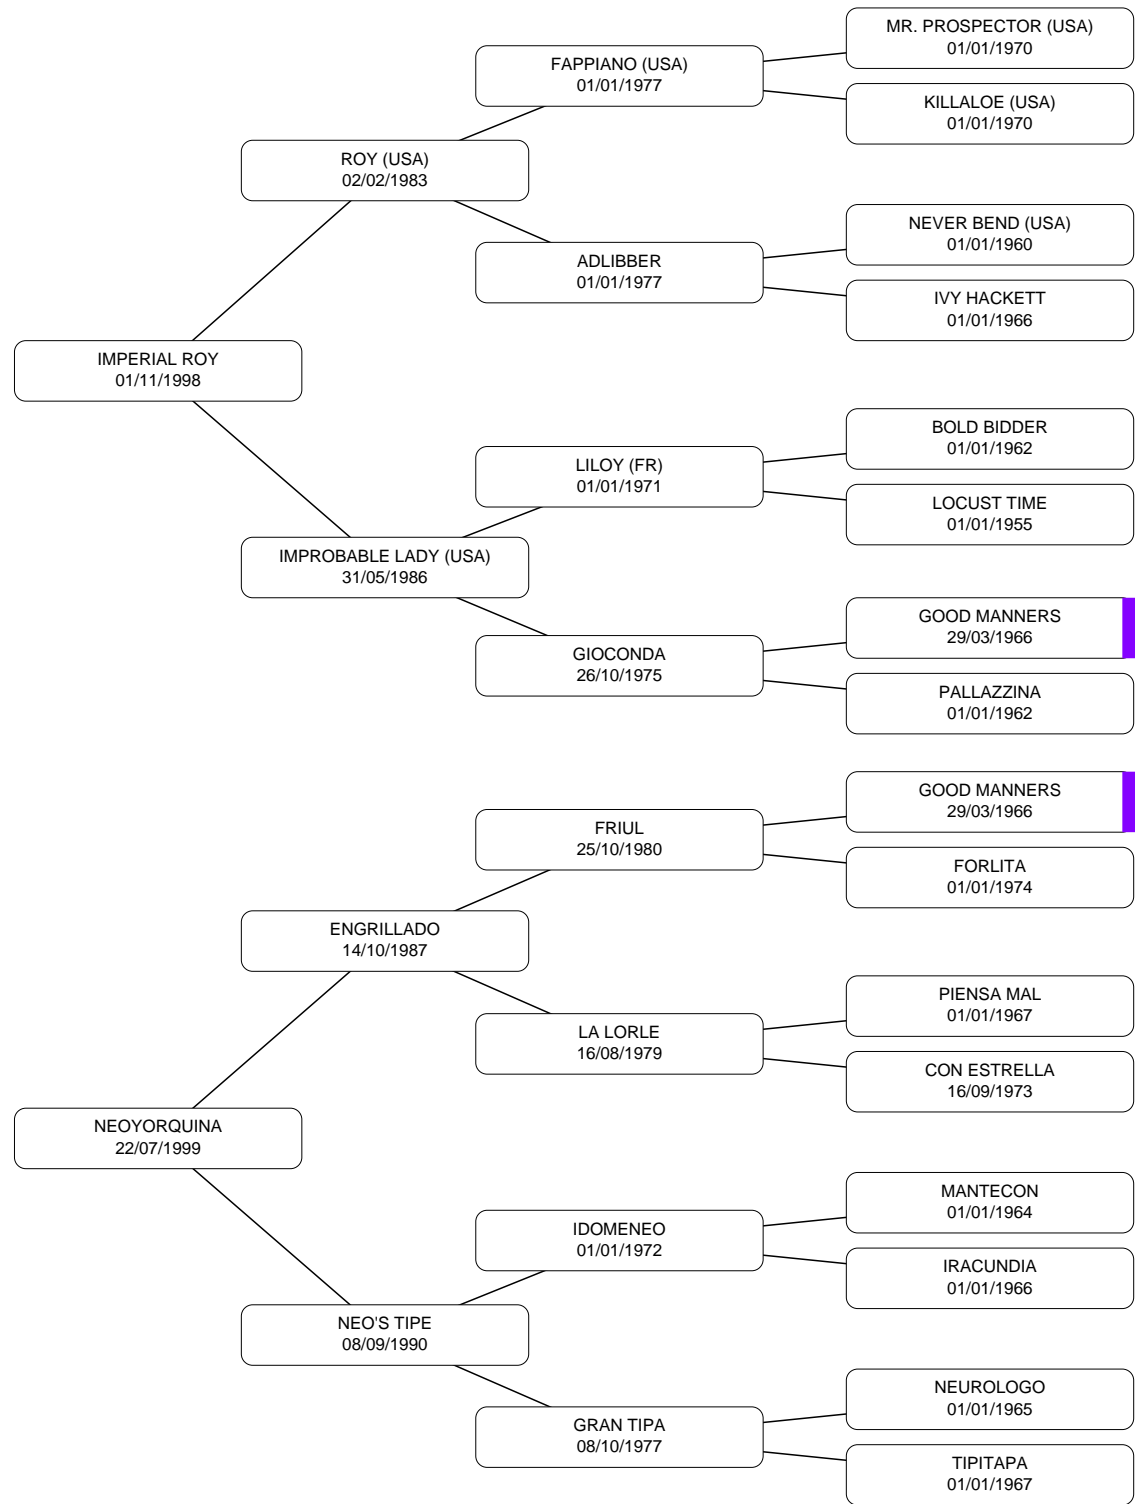 MR. PROSPECTOR (USA)
01/01/1970
FAPPIANO (USA)
01/01/1977
KILLALOE (USA)
01/01/1970
ROY (USA)
02/02/1983
NEVER BEND (USA)
01/01/1960
ADLIBBER
01/01/1977
IVY HACKETT
01/01/1966
IMPERIAL ROY
01/11/1998
BOLD BIDDER
01/01/1962
LILOY (FR)
01/01/1971
LOCUST TIME
01/01/1955
IMPROBABLE LADY (USA)
31/05/1986
GOOD MANNERS
29/03/1966
GIOCONDA
26/10/1975
PALLAZZINA
01/01/1962
GOOD MANNERS
29/03/1966
FRIUL
25/10/1980
FORLITA
01/01/1974
ENGRILLADO
14/10/1987
PIENSA MAL
01/01/1967
LA LORLE
16/08/1979
CON ESTRELLA
16/09/1973
NEOYORQUINA
22/07/1999
MANTECON
01/01/1964
IDOMENEO
01/01/1972
IRACUNDIA
01/01/1966
NEO'S TIPE
08/09/1990
NEUROLOGO
01/01/1965
GRAN TIPA
08/10/1977
TIPITAPA
01/01/1967